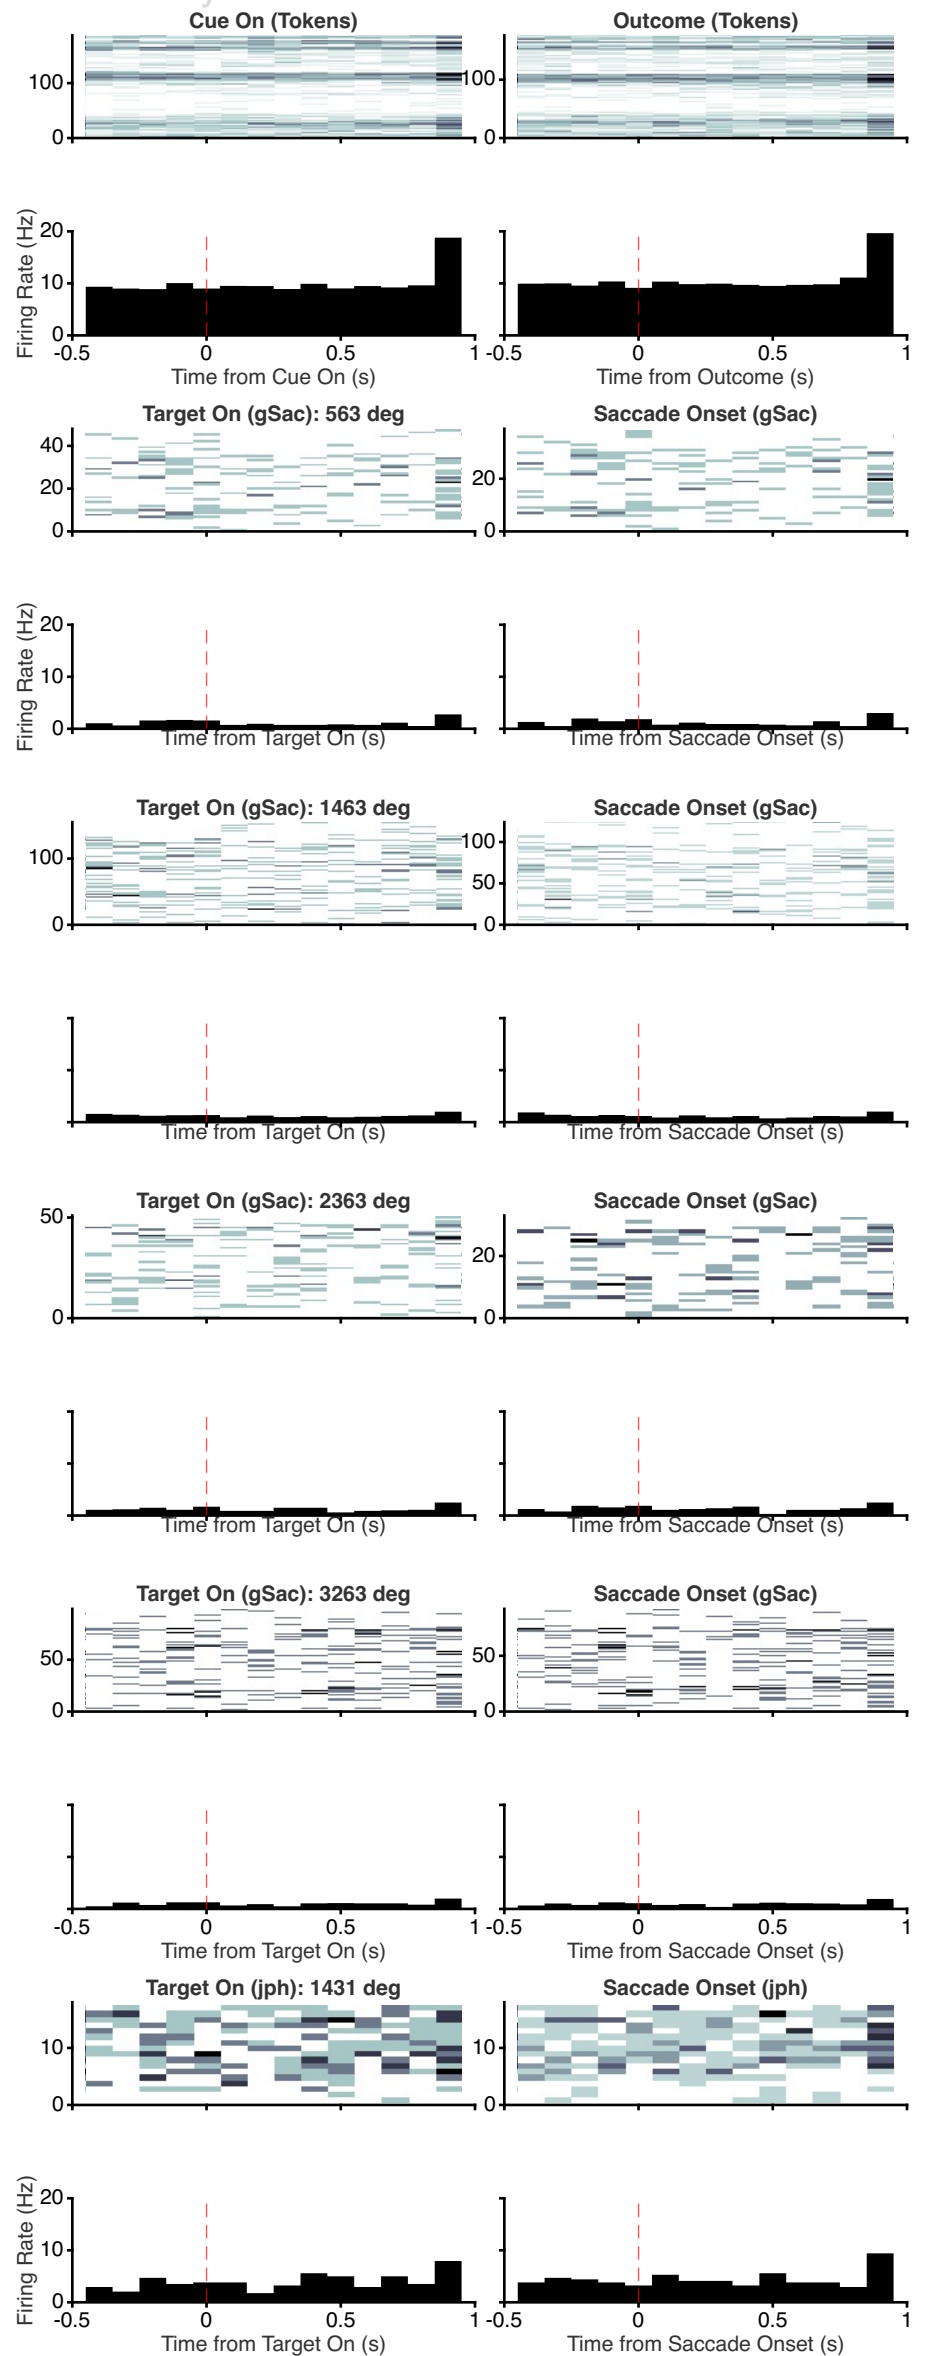 Cue On (Tokens) Outcome (Tokens)
100 100
0 0
Firing Rate (Hz)
20
10
0
-0.5 0 0.5 1 -0.5 0 0.5 1
Time from Cue On (s) Time from Outcome (s)
Target On (gSac): 563 deg Saccade Onset (gSac)
40
20 20
0 0
Firing Rate (Hz)
20
10
0
Time from Target On (s) Time from Saccade Onset (s)
Target On (gSac): 1463 deg Saccade Onset (gSac)
100 100
50
0 0
Time from Target On (s) Time from Saccade Onset (s)
Target On (gSac): 2363 deg Saccade Onset (gSac)
50
20
0 0
Time from Target On (s) Time from Saccade Onset (s)
Target On (gSac): 3263 deg Saccade Onset (gSac)
50 50
0 0
-0.5 0 0.5 1 -0.5 0 0.5 1
Time from Target On (s) Time from Saccade Onset (s)
Target On (jph): 1431 deg Saccade Onset (jph)
10 10
0 0
Firing Rate (Hz)
20
10
0
-0.5 0 0.5 1 -0.5 0 0.5 1
Time from Target On (s) Time from Saccade Onset (s)